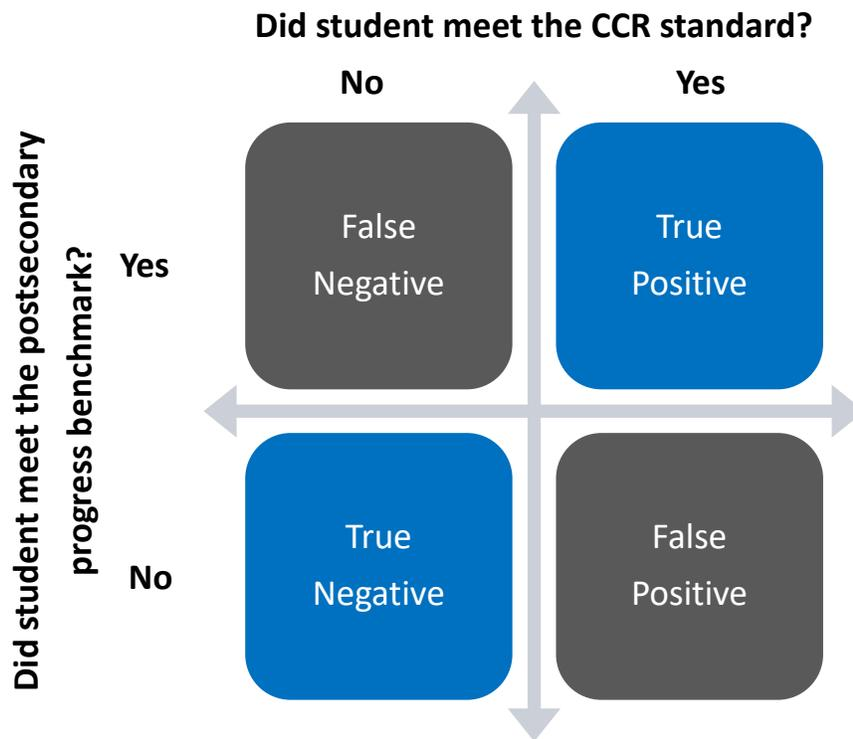 Did student meet the CCR standard?
No
Yes
Did student meet the postsecondary
progress benchmark?
Yes
False
Negative
True
Positive
No
True
Negative
False
Positive